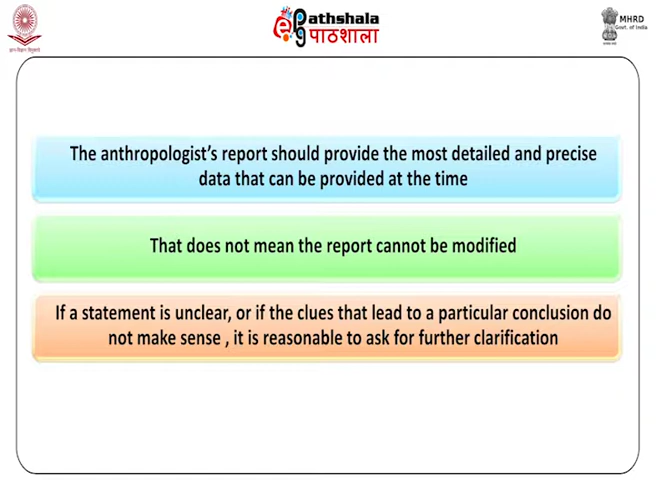 Pathshala
पाठशाला
MHRD
Govt. of India
The anthropologist's report should provide the most detailed and precise
data that can be provided at the time
That does not mean the report cannot be modified
If a statement is unclear, or if the clues that lead to a particular conclusion do
not make sense , it is reasonable to ask for further clarification